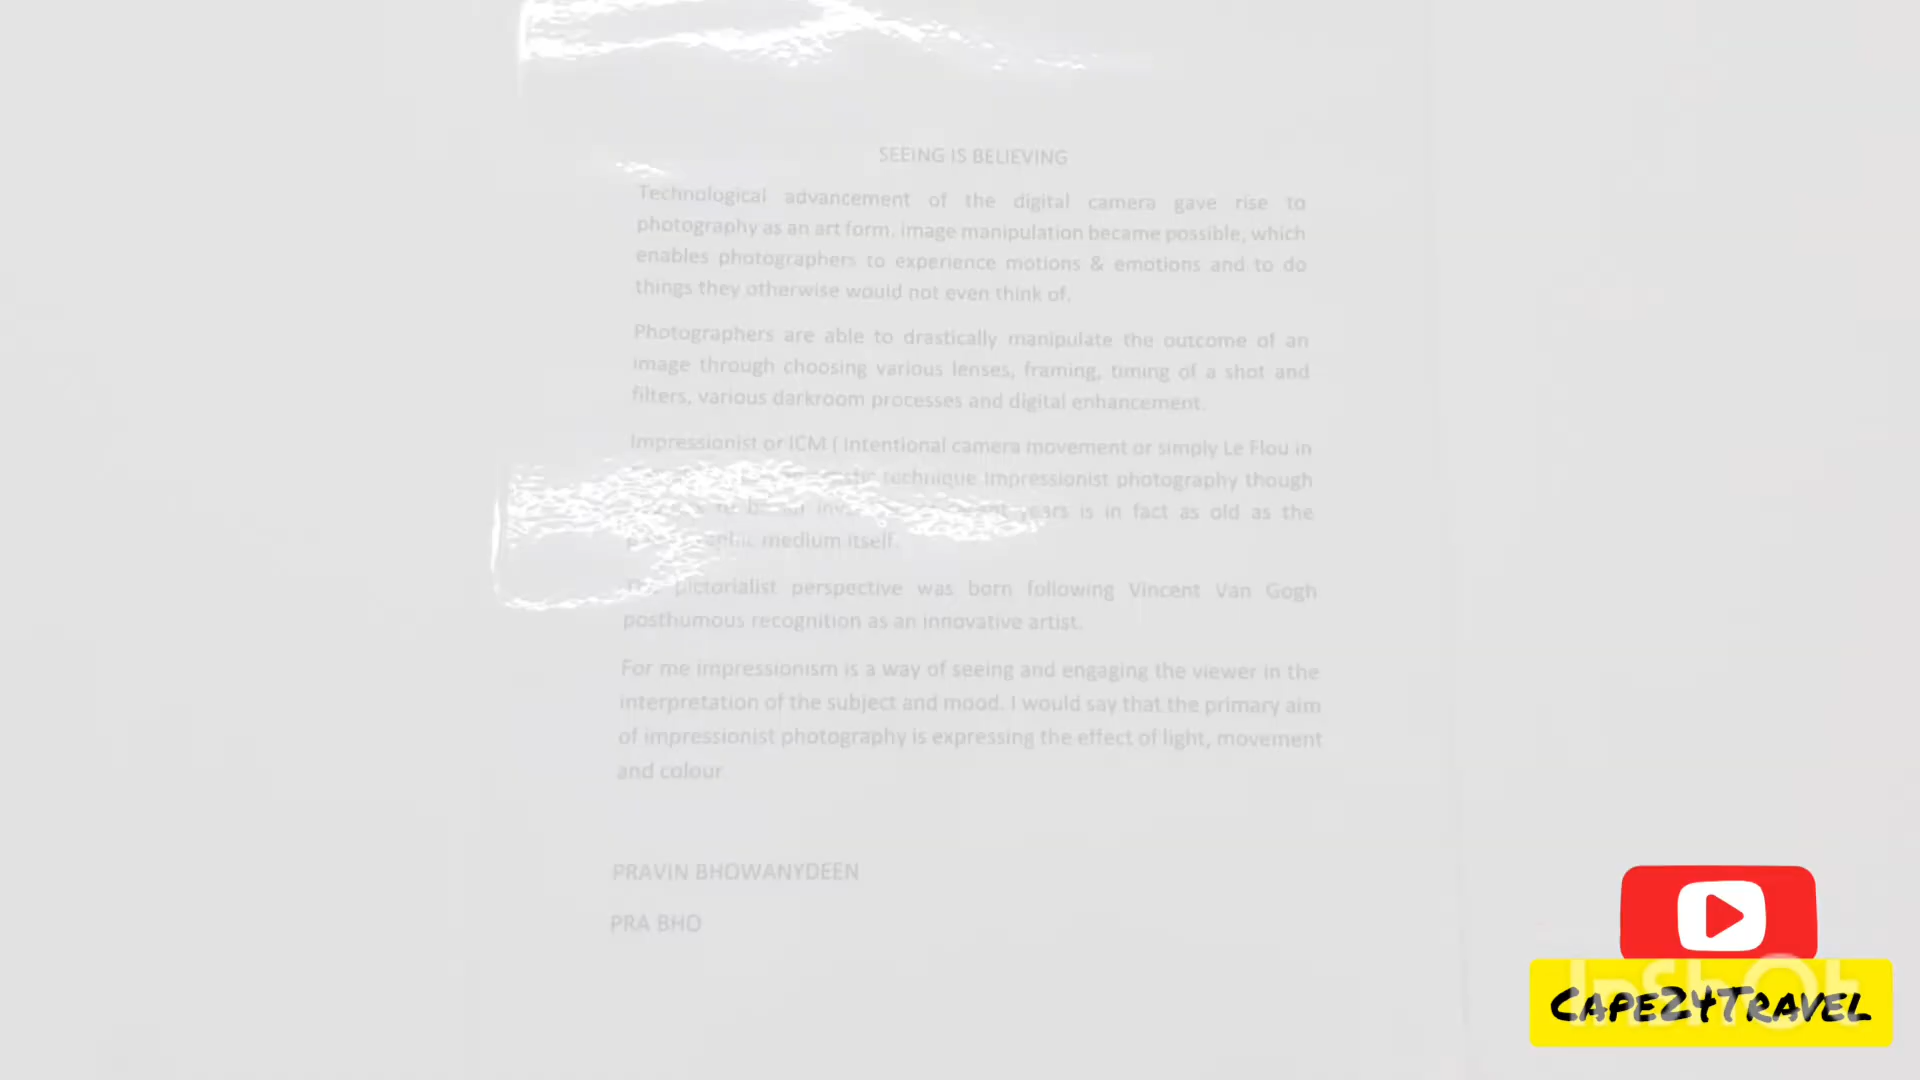 SEEING IS BELIEVING
Technological advancement of the digital camera gave rise to
photography as an art form. Image manipulation became possible, which
enables photographers to experience motions & emotions and to do
things they otherwise would not even think of.
Photographers are able to drastically manipulate the outcome of an
image through choosing various lenses, framing, timing of a shot and
filters, various darkroom processes and digital enhancement.
Impressionist or ICM ( Intentional camera movement or simply Le Flou in
technique Impressionist photography though
years is in fact as old as the
medium itself.
The pictorialist perspective was born following Vincent Van Gogh
posthumous recognition as an innovative artist.
For me impressionism is a way of seeing and engaging the viewer in the
interpretation of the subject and mood. I would say that the primary aim
of impressionist photography is expressing the effect of light, movement
and colour
PRAVIN BHOWANYDEEN
PRA BHO
InShOt
Cape24Travel